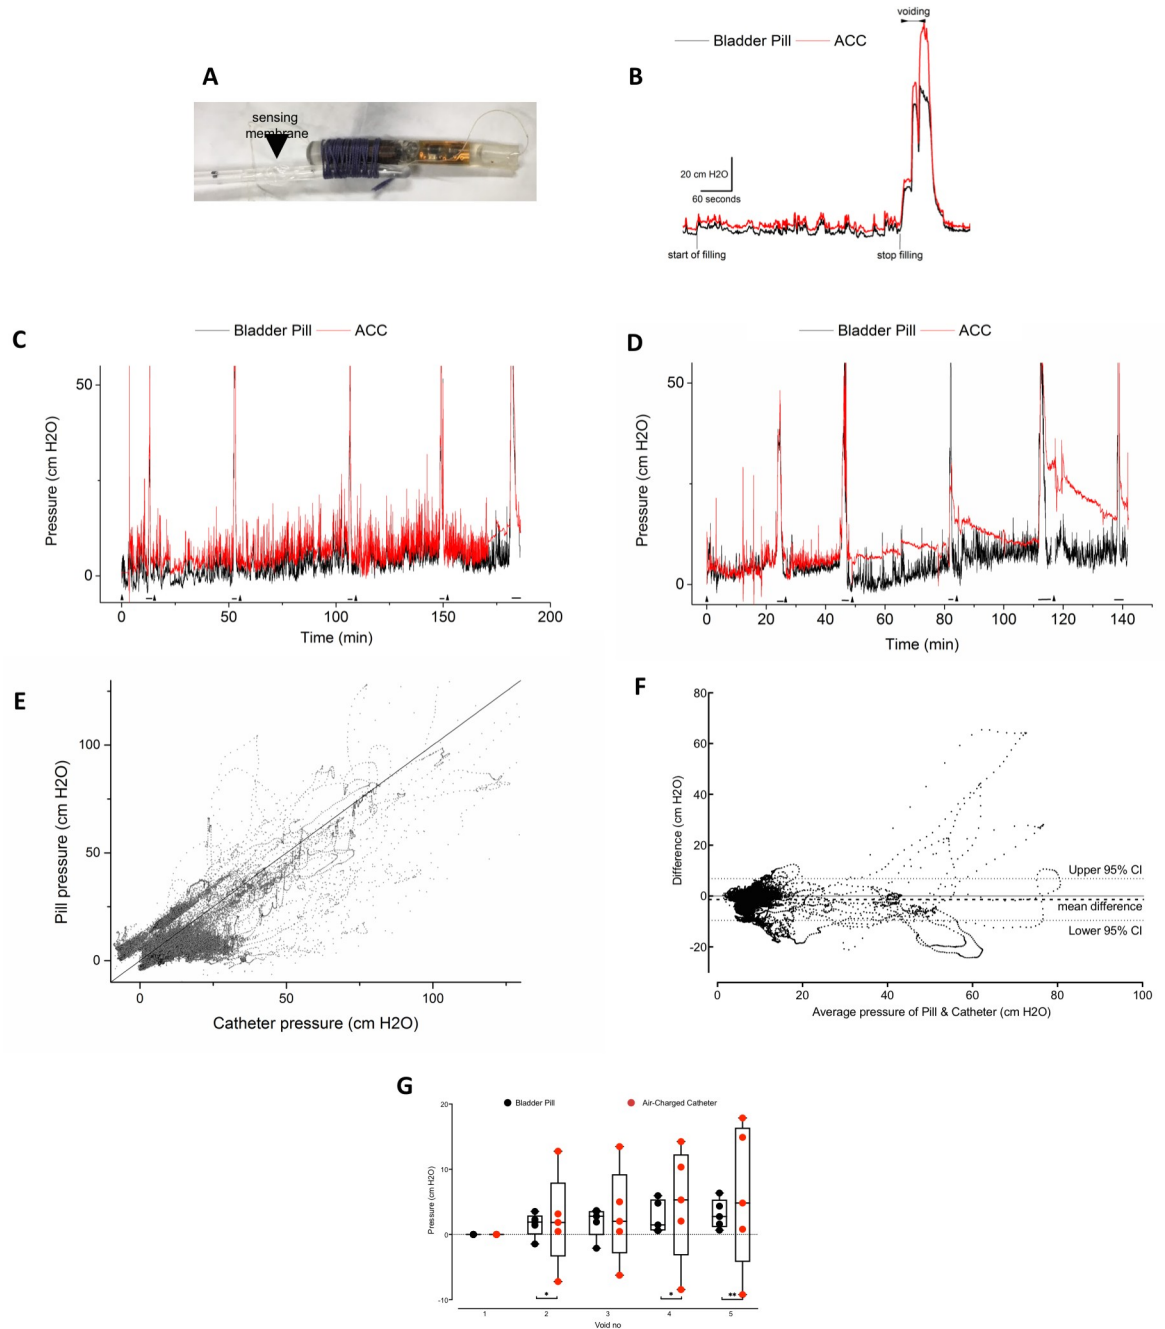 A
sensing
membrane
B
voiding
Bladder Pill ACC
20 cm H2O
60 seconds
start of filling
stop filling
C
Bladder Pill ACC
Pressure (cm H2O)
50
0
0 50 100 150 200
Time (min)
D
Bladder Pill ACC
Pressure (cm H2O)
50
0
0 20 40 60 80 100 120 140
Time (min)
E
Pill pressure (cm H2O)
100
50
0
0 50 100
Catheter pressure (cm H2O)
F
Difference (cm H2O)
80
60
40
20
0
-20
Upper 95% CI
mean difference
Lower 95% CI
0 20 40 60 80 100
Average pressure of Pill & Catheter (cm H2O)
G
Bladder Pill Air-Charged Catheter
Pressure (cm H2O)
20
10
0
-10
* * **
1 2 3 4 5
Void no